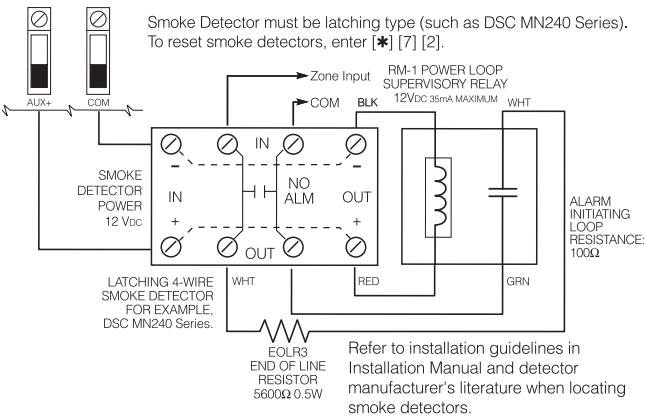 Smoke Detector must be latching type (such as DSC MN240 Series).
To reset smoke detectors, enter [✱] [7] [2].
AUX+
COM
Zone Input
COM
RM-1 POWER LOOP
SUPERVISORY RELAY
12VDC 35mA MAXIMUM
BLK
WHT
SMOKE
DETECTOR
POWER
12 VDC
–
IN
–
IN
+
NO
ALM
OUT
+
OUT
ALARM
INITIATING
LOOP
RESISTANCE:
100Ω
LATCHING 4-WIRE
SMOKE DETECTOR
FOR EXAMPLE,
DSC MN240 Series.
WHT
RED
GRN
EOLR3
END OF LINE
RESISTOR
5600Ω 0.5W
Refer to installation guidelines in
Installation Manual and detector
manufacturer's literature when locating
smoke detectors.